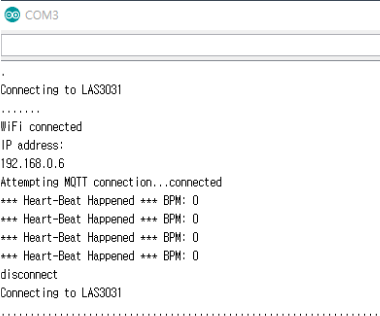 COM3
.
Connecting to LAS3031
.......
WiFi connected
IP address:
192.168.0.6
Attempting MQTT connection...connected
*** Heart-Beat Happened *** BPM: 0
*** Heart-Beat Happened *** BPM: 0
*** Heart-Beat Happened *** BPM: 0
*** Heart-Beat Happened *** BPM: 0
disconnect
Connecting to LAS3031
.................................................................